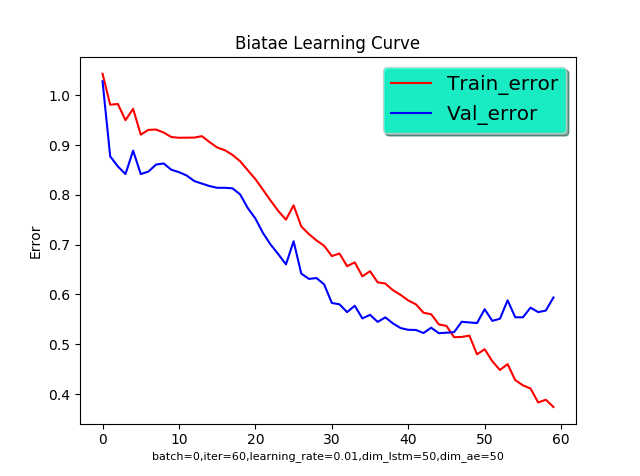 Biatae Learning Curve
Train_error
Val_error
1.0
0.9
0.8
0.7
0.6
0.5
0.4
Error
0 10 20 30 40 50 60
batch=0,iter=60,learning_rate=0.01,dim_lstm=50,dim_ae=50